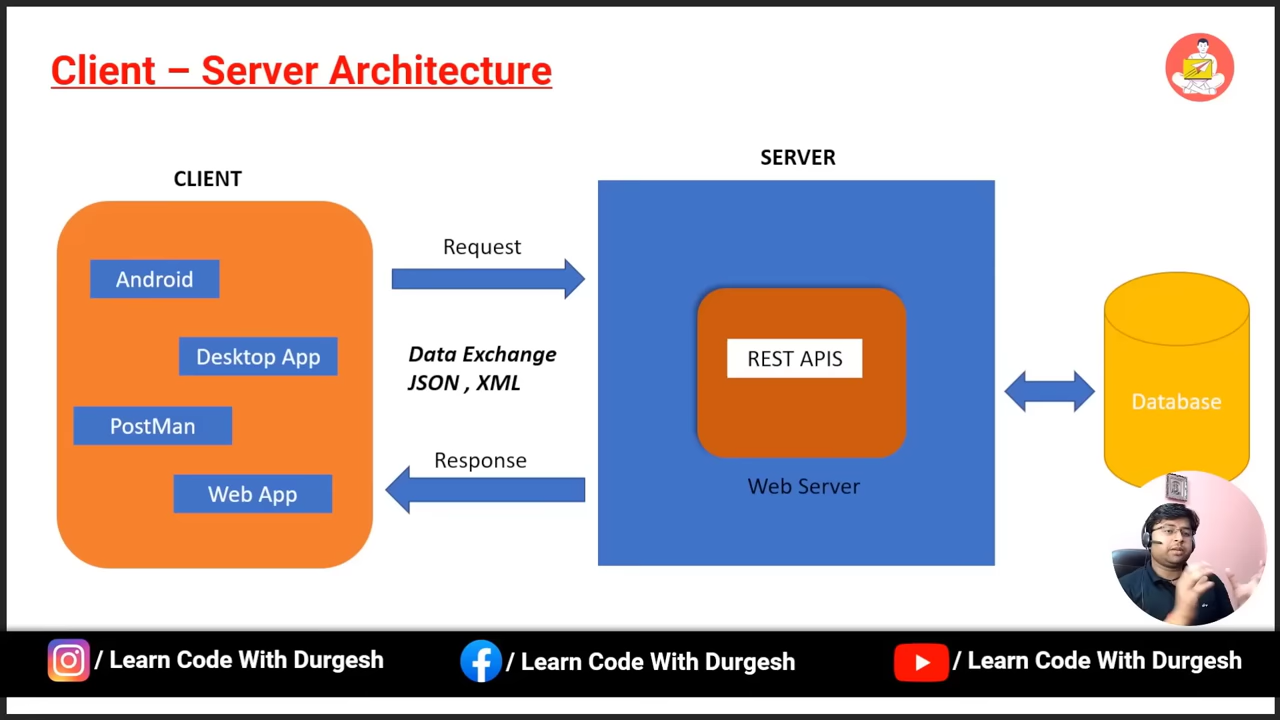 Client – Server Architecture
SERVER
CLIENT
Request
Android
Desktop App
Data Exchange
JSON , XML
REST APIS
Database
PostMan
Response
Web App
Web Server
/ Learn Code With Durgesh
/ Learn Code With Durgesh
/ Learn Code With Durgesh